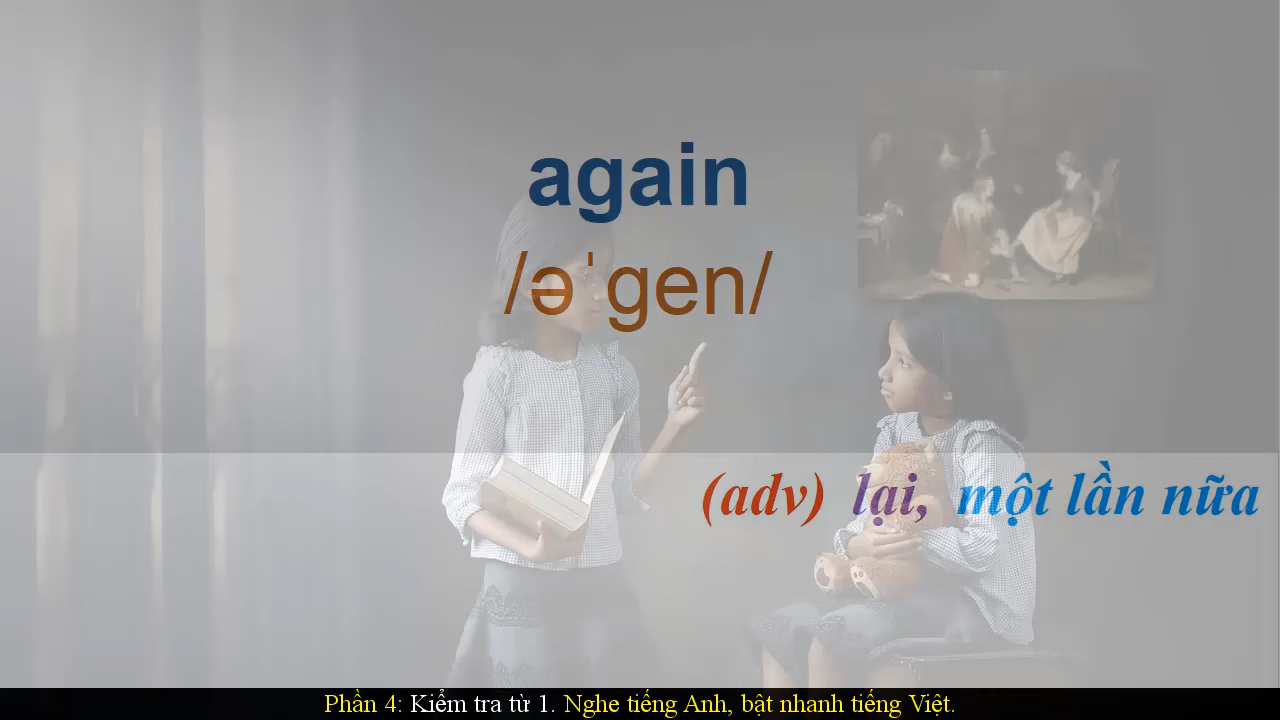 again
/əˈgen/
(adv) lại, một lần nữa
Phần 4: Kiểm tra từ 1. Nghe tiếng Anh, bật nhanh tiếng Việt.